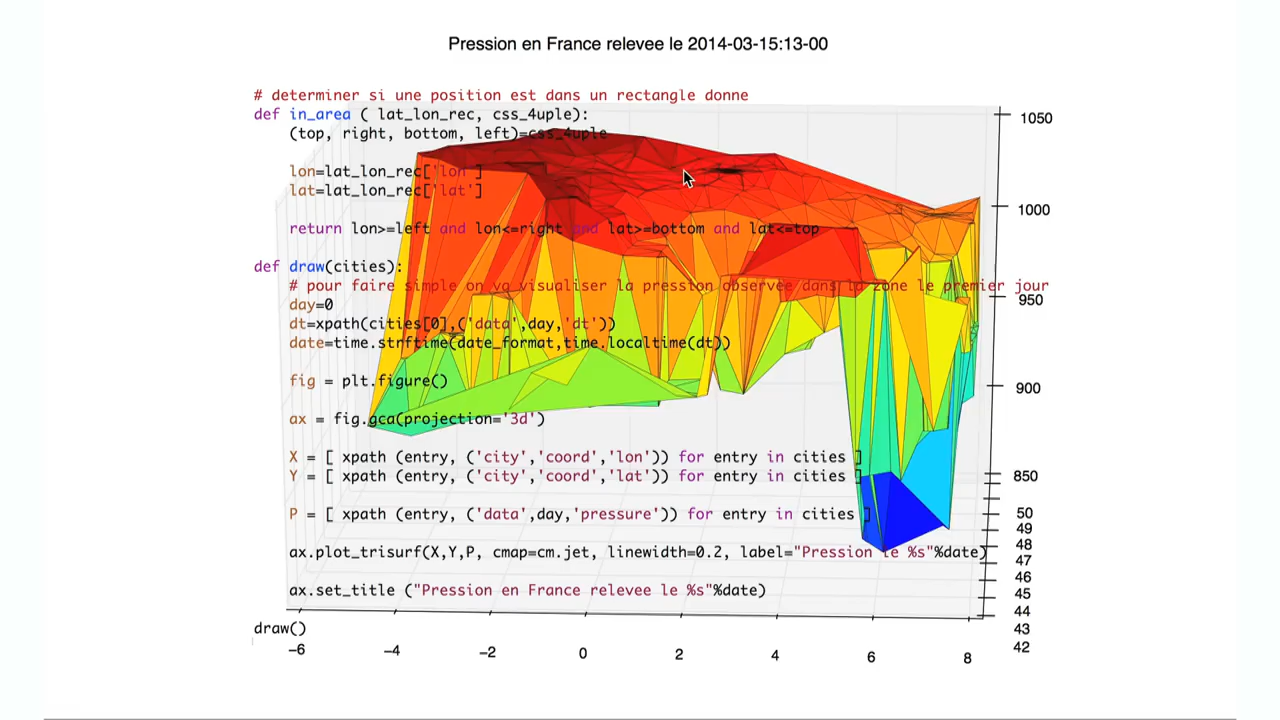 Pression en France relevee le 2014-03-15:13-00
# determiner si une position est dans un rectangle donne
def in_area ( lat_lon_rec, css_4uple):
(top, right, bottom, left)=css_4uple
lon=lat_lon_rec['lon']
lat=lat_lon_rec['lat']
return lon>=left and lon<=right and lat>=bottom and lat<=top
def draw(cities):
# pour faire simple on va visualiser la pression observée dans la zone le premier jour
day=0
dt=xpath(cities[0],('data',day,'dt'))
date=time.strftime(date_format,time.localtime(dt))
fig = plt.figure()
ax = fig.gca(projection='3d')
X = [ xpath (entry, ('city','coord','lon')) for entry in cities ]
Y = [ xpath (entry, ('city','coord','lat')) for entry in cities ]
P = [ xpath (entry, ('data',day,'pressure')) for entry in cities ]
ax.plot_trisurf(X,Y,P, cmap=cm.jet, linewidth=0.2, label="Pression le %s"%date)
ax.set_title ("Pression en France relevee le %s"%date)
draw()
1050
1000
950
900
850
50
49
48
47
46
45
44
43
42
−6
−4
−2
0
2
4
6
8